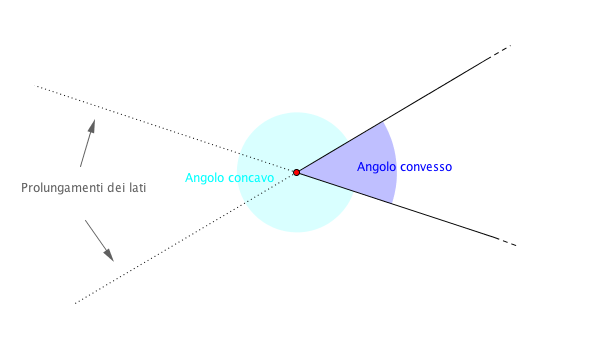 Angolo convesso
Angolo concavo
Prolungamenti dei lati